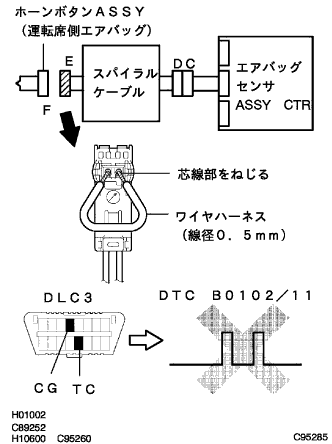 ホーンボタンＡＳＳＹ
（運転席側エアバッグ）
E
スパイラル
ケーブル
D C
エアバッグ
センサ
ASSY CTR
F
芯線部をねじる
ワイヤハーネス
（線径０．５ｍｍ）
ＤＬＣ３
ＤＴＣ Ｂ０１０２／１１
CG
TC
H01002
C89252
H10600 C95260
C95285